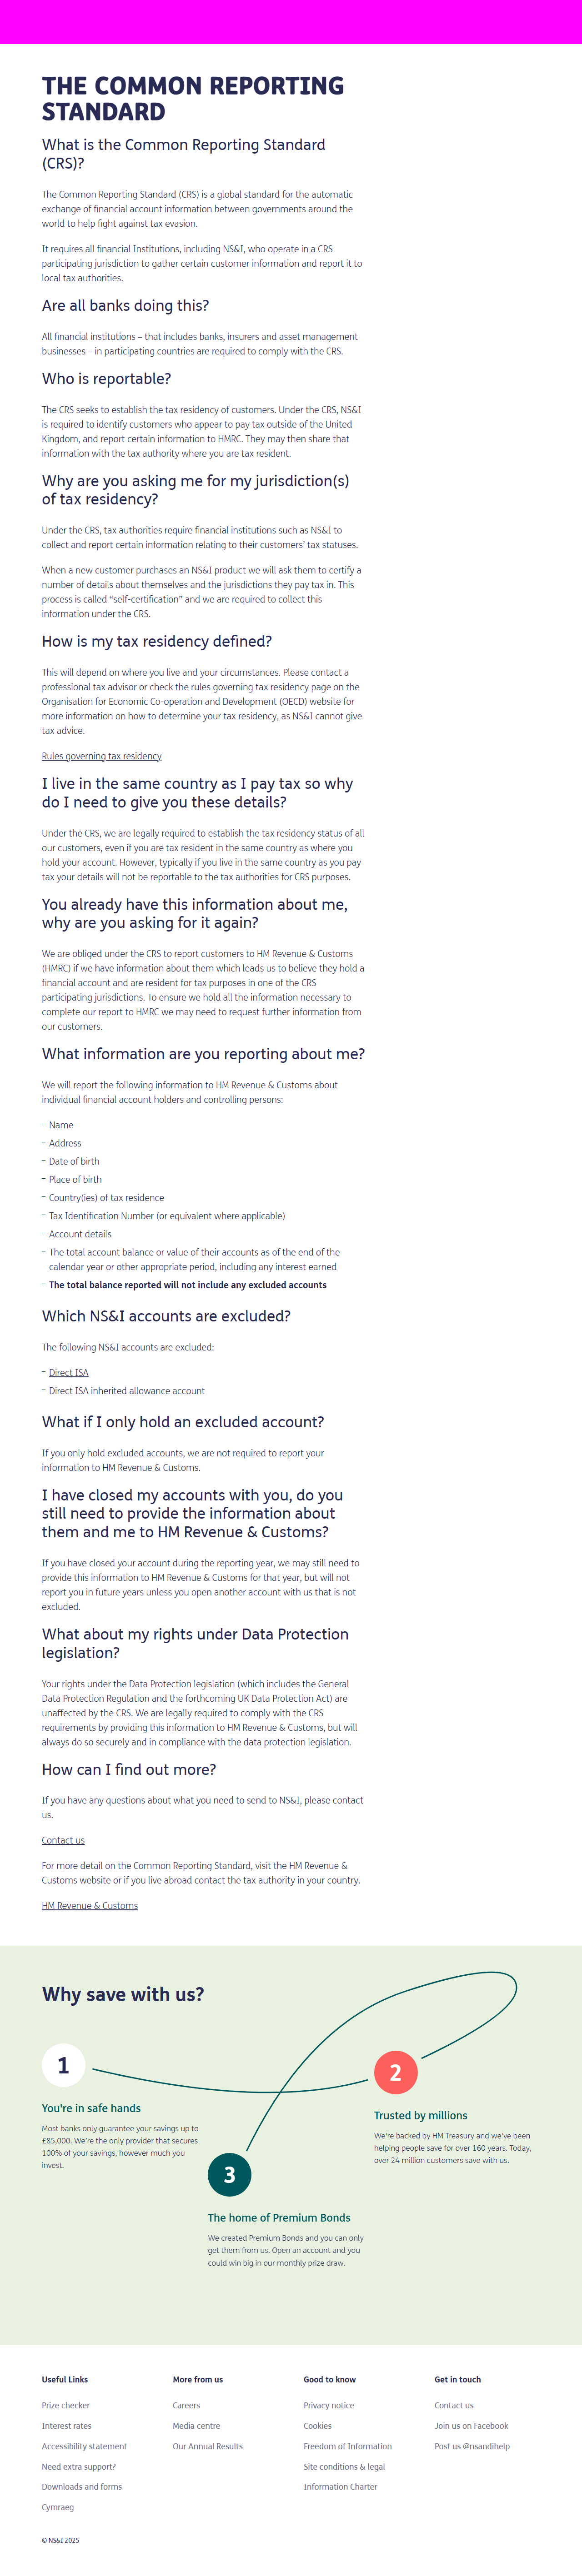 THE COMMON REPORTING
STANDARD
What is the Common Reporting Standard
(CRS)?
The Common Reporting Standard (CRS) is a global standard for the automatic
exchange of financial account information between governments around the
world to help fight against tax evasion.
It requires all financial Institutions, including NS&I, who operate in a CRS
participating jurisdiction to gather certain customer information and report it to
local tax authorities.
Are all banks doing this?
All financial institutions – that includes banks, insurers and asset management
businesses – in participating countries are required to comply with the CRS.
Who is reportable?
The CRS seeks to establish the tax residency of customers. Under the CRS, NS&I
is required to identify customers who appear to pay tax outside of the United
Kingdom, and report certain information to HMRC. They may then share that
information with the tax authority where you are tax resident.
Why are you asking me for my jurisdiction(s)
of tax residency?
Under the CRS, tax authorities require financial institutions such as NS&I to
collect and report certain information relating to their customers' tax statuses.
When a new customer purchases an NS&I product we will ask them to certify a
number of details about themselves and the jurisdictions they pay tax in. This
process is called “self-certification” and we are required to collect this
information under the CRS.
How is my tax residency defined?
This will depend on where you live and your circumstances. Please contact a
professional tax advisor or check the rules governing tax residency page on the
Organisation for Economic Co-operation and Development (OECD) website for
more information on how to determine your tax residency, as NS&I cannot give
tax advice.
Rules governing tax residency
I live in the same country as I pay tax so why
do I need to give you these details?
Under the CRS, we are legally required to establish the tax residency status of all
our customers, even if you are tax resident in the same country as where you
hold your account. However, typically if you live in the same country as you pay
tax your details will not be reportable to the tax authorities for CRS purposes.
You already have this information about me,
why are you asking for it again?
We are obliged under the CRS to report customers to HM Revenue & Customs
(HMRC) if we have information about them which leads us to believe they hold a
financial account and are resident for tax purposes in one of the CRS
participating jurisdictions. To ensure we hold all the information necessary to
complete our report to HMRC we may need to request further information from
our customers.
What information are you reporting about me?
We will report the following information to HM Revenue & Customs about
individual financial account holders and controlling persons:
– Name
– Address
– Date of birth
– Place of birth
– Country(ies) of tax residence
– Tax Identification Number (or equivalent where applicable)
– Account details
– The total account balance or value of their accounts as of the end of the
calendar year or other appropriate period, including any interest earned
– The total balance reported will not include any excluded accounts
Which NS&I accounts are excluded?
The following NS&I accounts are excluded:
– Direct ISA
– Direct ISA inherited allowance account
What if I only hold an excluded account?
If you only hold excluded accounts, we are not required to report your
information to HM Revenue & Customs.
I have closed my accounts with you, do you
still need to provide the information about
them and me to HM Revenue & Customs?
If you have closed your account during the reporting year, we may still need to
provide this information to HM Revenue & Customs for that year, but will not
report you in future years unless you open another account with us that is not
excluded.
What about my rights under Data Protection
legislation?
Your rights under the Data Protection legislation (which includes the General
Data Protection Regulation and the forthcoming UK Data Protection Act) are
unaffected by the CRS. We are legally required to comply with the CRS
requirements by providing this information to HM Revenue & Customs, but will
always do so securely and in compliance with the data protection legislation.
How can I find out more?
If you have any questions about what you need to send to NS&I, please contact
us.
Contact us
For more detail on the Common Reporting Standard, visit the HM Revenue &
Customs website or if you live abroad contact the tax authority in your country.
HM Revenue & Customs
Why save with us?
1
You're in safe hands
Most banks only guarantee your savings up to
£85,000. We're the only provider that secures
100% of your savings, however much you
invest.
2
Trusted by millions
We're backed by HM Treasury and we've been
helping people save for over 160 years. Today,
over 24 million customers save with us.
3
The home of Premium Bonds
We created Premium Bonds and you can only
get them from us. Open an account and you
could win big in our monthly prize draw.
Useful Links
Prize checker
Interest rates
Accessibility statement
Need extra support?
Downloads and forms
Cymraeg
More from us
Careers
Media centre
Our Annual Results
Good to know
Privacy notice
Cookies
Freedom of Information
Site conditions & legal
Information Charter
Get in touch
Contact us
Join us on Facebook
Post us @nsandihelp
© NS&I 2025